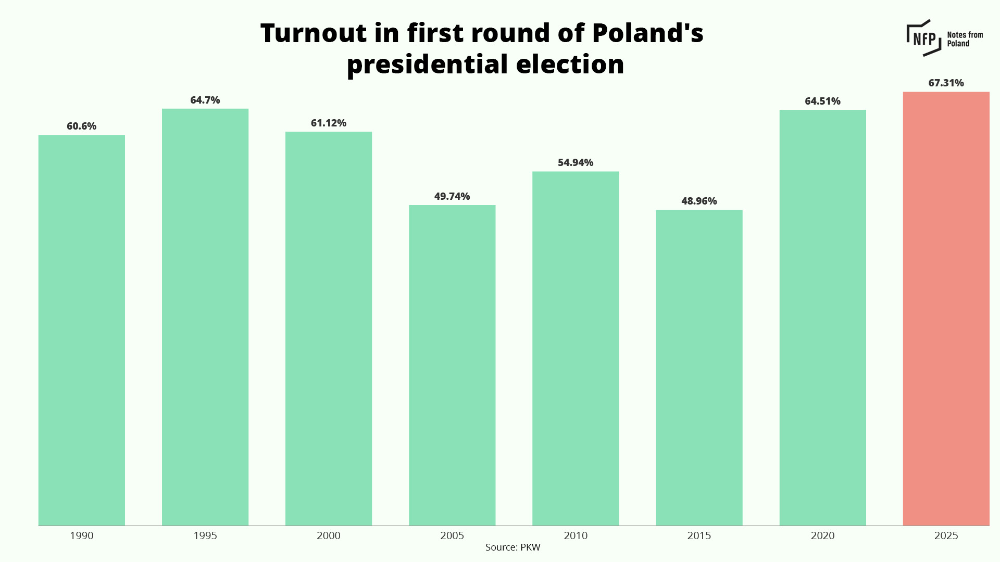 Turnout in first round of Poland's
presidential election
NfP
Notes from
Poland
60.6%
64.7%
61.12%
49.74%
54.94%
48.96%
64.51%
67.31%
1990
1995
2000
2005
2010
2015
2020
2025
Source: PKW